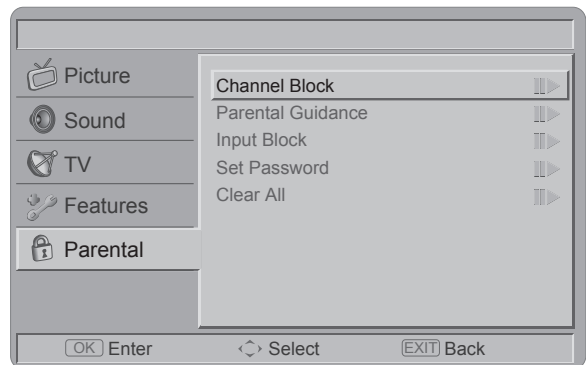 Picture
Sound
TV
Features
Parental
Channel Block
Parental Guidance
Input Block
Set Password
Clear All
OK Enter Select EXIT Back